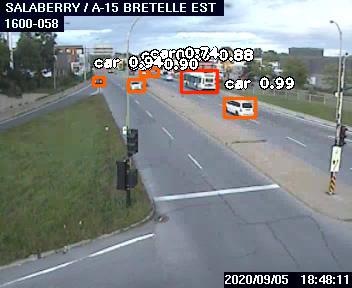 SALABERRY / A-15 BRETELLE EST
1600-058
car 0.74 0.88
car 0.94 0.90
car 0.99
2020/09/05 18:48:11